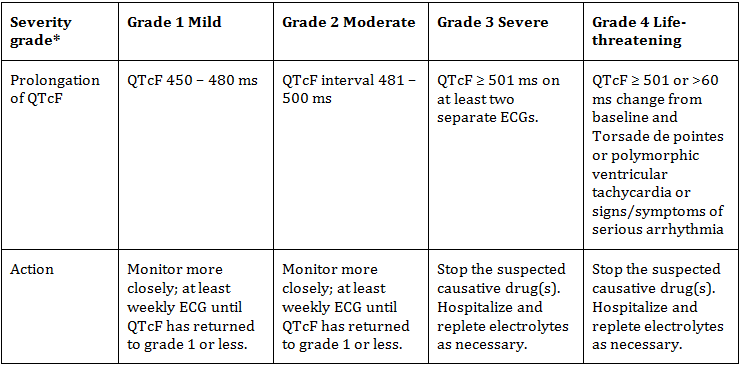 Severity grade*
Grade 1 Mild
Grade 2 Moderate
Grade 3 Severe
Grade 4 Life-
threatening
Prolongation
of QTcF
QTcF 450 – 480 ms
QTcF interval 481 –
500 ms
QTcF ≥ 501 ms on
at least two
separate ECGs.
QTcF ≥ 501 or >60
ms change from
baseline and
Torsade de pointes
or polymorphic
ventricular
tachycardia or
signs/symptoms of
serious arrhythmia
Action
Monitor more
closely; at least
weekly ECG until
QTcF has returned
to grade 1 or less.
Monitor more
closely; at least
weekly ECG until
QTcF has returned
to grade 1 or less.
Stop the suspected
causative drug(s).
Hospitalize and
replete electrolytes
as necessary.
Stop the suspected
causative drug(s).
Hospitalize and
replete electrolytes
as necessary.